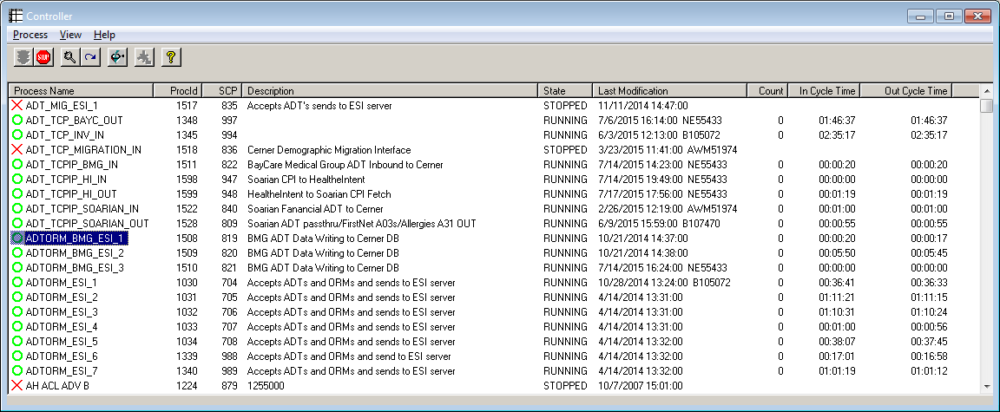 Controller
Process View Help
STOP
Process Name ProcId SCP Description State Last Modification Count In Cycle Time Out Cycle Time
ADT_MIG_ESI_1 1517 835 Accepts ADT's sends to ESI server STOPPED 11/11/2014 14:47:00
ADT_TCP_BAYC_OUT 1348 997 RUNNING 7/6/2015 16:14:00 NE55433 0 01:46:37 01:46:37
ADT_TCP_INV_IN 1345 994 RUNNING 6/3/2015 12:13:00 B105072 0 02:35:17 02:35:17
ADT_TCP_MIGRATION_IN 1518 836 Cerner Demographic Migration Interface STOPPED 3/23/2015 11:41:00 AWM51974
ADT_TCPIP_BMG_IN 1511 822 BayCare Medical Group ADT Inbound to Cerner RUNNING 7/14/2015 14:23:00 NE55433 0 00:00:20 00:00:20
ADT_TCPIP_HI_IN 1598 947 Soarian CPI to HealtheIntent RUNNING 7/14/2015 19:49:00 NE55433 0 00:00:00 00:00:00
ADT_TCPIP_HI_OUT 1599 948 HealtheIntent to Soarian CPI Fetch RUNNING 7/17/2015 17:56:00 NE55433 0 00:01:19 00:01:19
ADT_TCPIP_SOARIAN_IN 1522 840 Soarian Fanancial ADT to Cerner RUNNING 2/26/2015 12:19:00 AWM51974 0 00:00:00 00:00:00
ADT_TCPIP_SOARIAN_OUT 1528 809 Soarian ADT passthru/FirstNet A03s/Allergies A31 OUT RUNNING 6/9/2015 15:59:00 B107470 0 00:00:55 00:00:55
ADTORM_BMG_ESI_1 1508 819 BMG ADT Data Writing to Cerner DB RUNNING 10/21/2014 14:37:00 0 00:00:20 00:00:17
ADTORM_BMG_ESI_2 1509 820 BMG ADT Data Writing to Cerner DB RUNNING 10/21/2014 14:38:00 0 00:05:50 00:05:45
ADTORM_BMG_ESI_3 1510 821 BMG ADT Data Writing to Cerner DB RUNNING 7/14/2015 16:24:00 NE55433 0 00:00:00 00:00:00
ADTORM_ESI_1 1030 704 Accepts ADTs and ORMs and sends to ESI server RUNNING 10/28/2014 13:24:00 B105072 0 00:36:41 00:36:33
ADTORM_ESI_2 1031 705 Accepts ADTs and ORMs and sends to ESI server RUNNING 4/14/2014 13:31:00 0 01:11:21 01:11:15
ADTORM_ESI_3 1032 706 Accepts ADTs and ORMs and sends to ESI server RUNNING 4/14/2014 13:31:00 0 01:10:31 01:10:24
ADTORM_ESI_4 1033 707 Accepts ADTs and ORMs and sends to ESI server RUNNING 4/14/2014 13:31:00 0 00:01:00 00:00:56
ADTORM_ESI_5 1034 708 Accepts ADTs and ORMs and sends to ESI server RUNNING 4/14/2014 13:32:00 0 00:38:07 00:37:45
ADTORM_ESI_6 1339 988 Accepts ADTs and ORMs and send to ESI server RUNNING 4/14/2014 13:32:00 0 00:17:01 00:16:58
ADTORM_ESI_7 1340 989 Accepts ADTs and ORMs and sends to ESI server RUNNING 4/14/2014 13:32:00 0 01:01:19 01:01:12
AH ACL ADV B 1224 879 1255000 STOPPED 10/7/2007 15:01:00